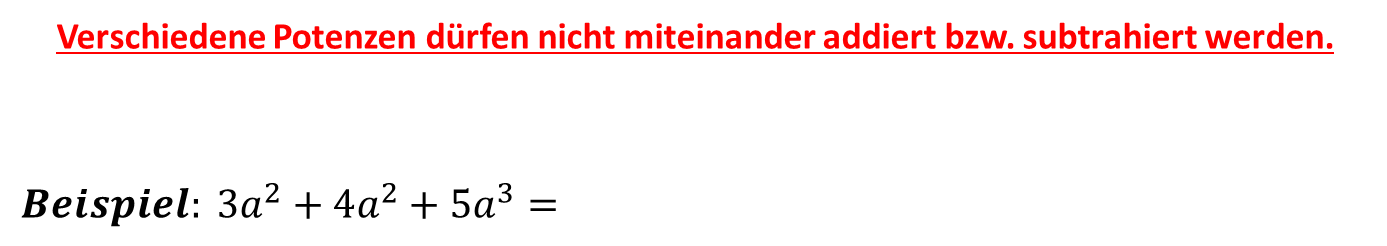 Verschiedene Potenzen dürfen nicht miteinander addiert bzw. subtrahiert werden.
Beispiel: 3a² + 4a² + 5a³ =